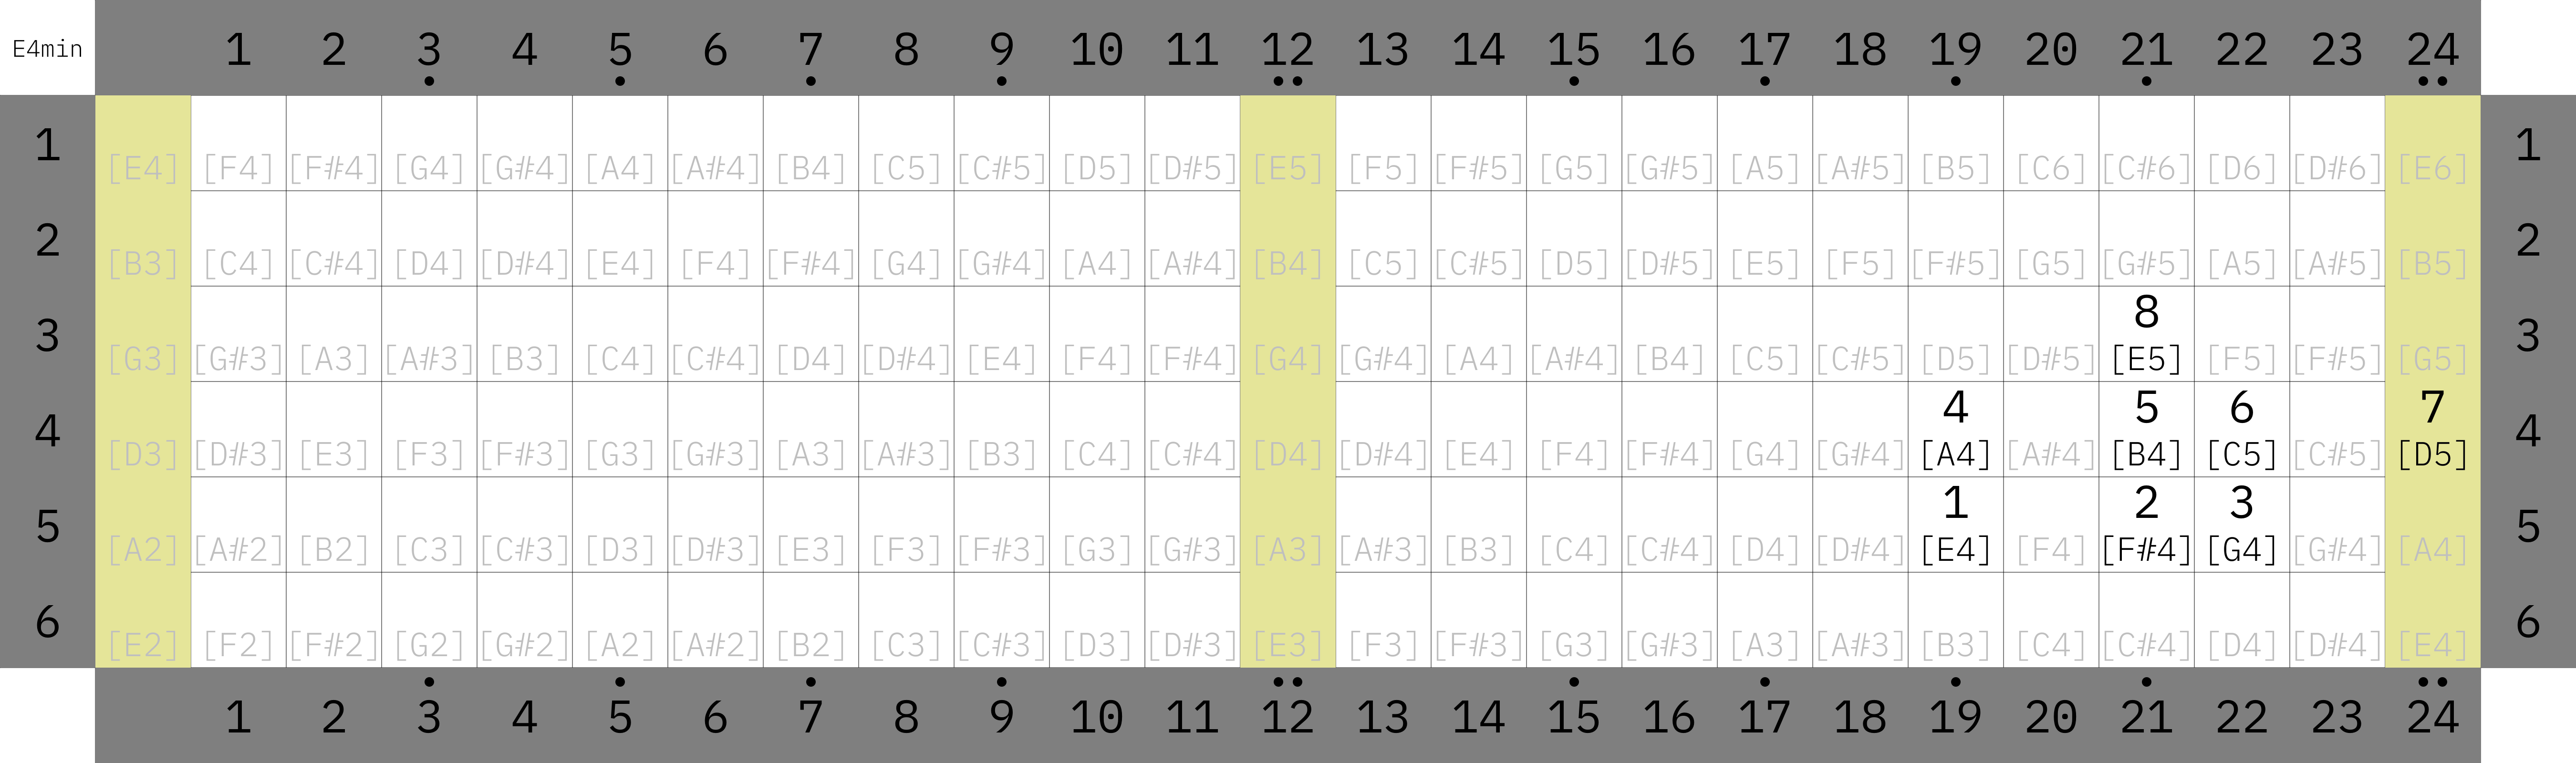 E4min 1 2 3 4 5 6 7 8 9 10 11 12 13 14 15 16 17 18 19 20 21 22 23 24
1 [E4] [F4] [F#4] [G4] [G#4] [A4] [A#4] [B4] [C5] [C#5] [D5] [D#5] [E5] [F5] [F#5] [G5] [G#5] [A5] [A#5] [B5] [C6] [C#6] [D6] [D#6] [E6] 1
2 [B3] [C4] [C#4] [D4] [D#4] [E4] [F4] [F#4] [G4] [G#4] [A4] [A#4] [B4] [C5] [C#5] [D5] [D#5] [E5] [F5] [F#5] [G5] [G#5] [A5] [A#5] [B5] 2
8
3 [G3] [G#3] [A3] [A#3] [B3] [C4] [C#4] [D4] [D#4] [E4] [F4] [F#4] [G4] [G#4] [A4] [A#4] [B4] [C5] [C#5] [D5] [D#5] [E5] [F5] [F#5] [G5] 3
4 5 6 7
4 [D3] [D#3] [E3] [F3] [F#3] [G3] [G#3] [A3] [A#3] [B3] [C4] [C#4] [D4] [D#4] [E4] [F4] [F#4] [G4] [G#4] [A4] [A#4] [B4] [C5] [C#5] [D5] 4
1 2 3
5 [A2] [A#2] [B2] [C3] [C#3] [D3] [D#3] [E3] [F3] [F#3] [G3] [G#3] [A3] [A#3] [B3] [C4] [C#4] [D4] [D#4] [E4] [F4] [F#4] [G4] [G#4] [A4] 5
6 [E2] [F2] [F#2] [G2] [G#2] [A2] [A#2] [B2] [C3] [C#3] [D3] [D#3] [E3] [F3] [F#3] [G3] [G#3] [A3] [A#3] [B3] [C4] [C#4] [D4] [D#4] [E4] 6
1 2 3 4 5 6 7 8 9 10 11 12 13 14 15 16 17 18 19 20 21 22 23 24